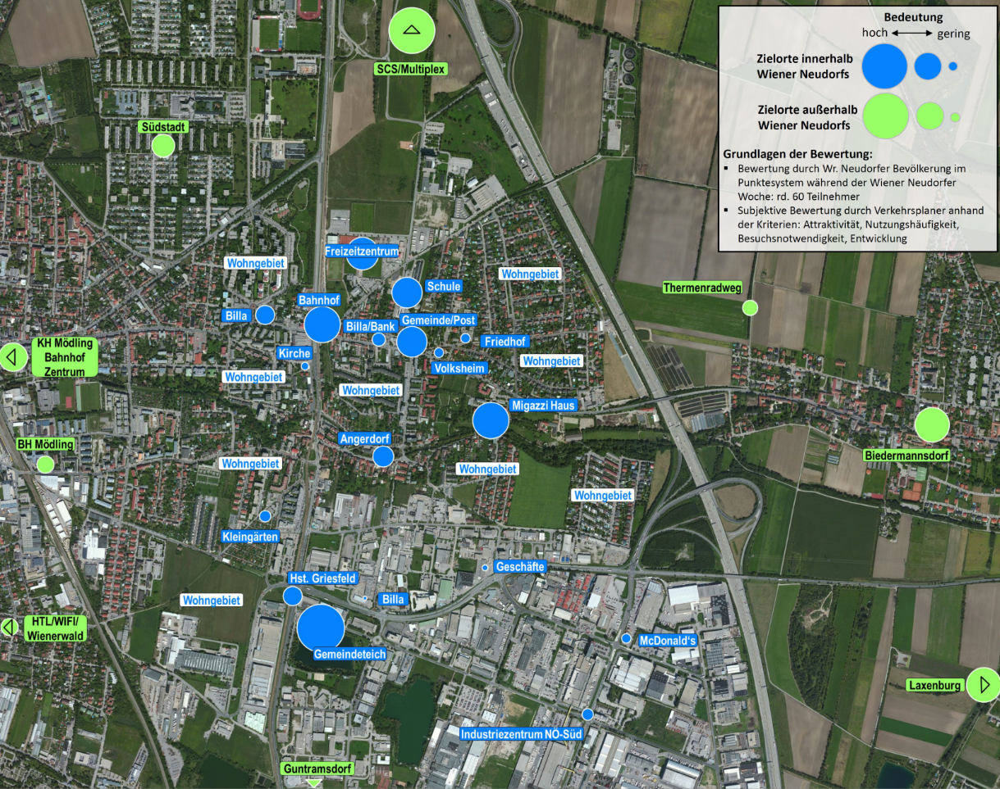 SCS/Multiplex
Bedeutung
hoch gering
Zielorte innerhalb
Wiener Neudorfs
Zielorte außerhalb
Wiener Neudorfs
Grundlagen der Bewertung:
▪ Bewertung durch Wr. Neudorfer Bevölkerung im
Punktesystem während der Wiener Neudorfer
Woche: rd. 60 Teilnehmer
▪ Subjektive Bewertung durch Verkehrsplaner anhand
der Kriterien: Attraktivität, Nutzungshäufigkeit,
Besuchsnotwendigkeit, Entwicklung
Südstadt
Freizeitzentrum
Wohngebiet
Wohngebiet
Schule
Thermenradweg
Bahnhof
Billa
Billa/Bank
Gemeinde/Post
Friedhof
KH Mödling
Bahnhof
Zentrum
Kirche
Volksheim
Wohngebiet
Wohngebiet
Wohngebiet
Migazzi Haus
Angerdorf
BH Mödling
Biedermannsdorf
Wohngebiet
Wohngebiet
Wohngebiet
Kleingärten
Geschäfte
Hst. Griesfeld
Wohngebiet
Billa
HTL/WIFI/
Wienerwald
McDonald's
Gemeindeteich
Laxenburg
Industriezentrum NÖ-Süd
Guntramsdorf